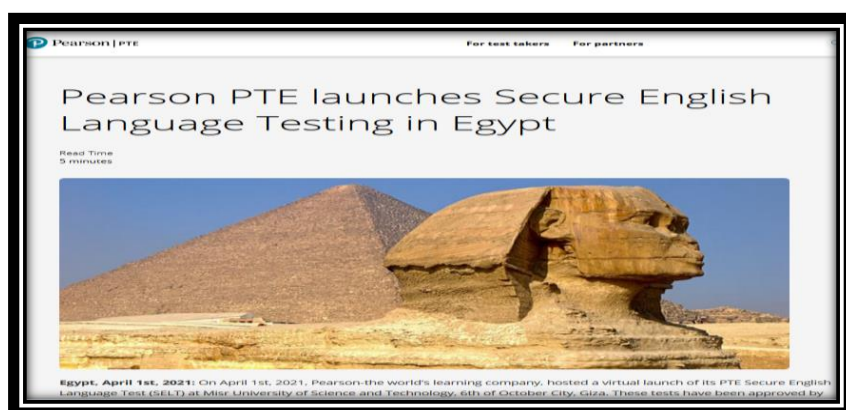 Pearson | PTE
For test takers For partners
Pearson PTE launches Secure English
Language Testing in Egypt
Read Time
5 minutes
Egypt, April 1st, 2021: On April 1st, 2021, Pearson-the world's learning company, hosted a virtual launch of its PTE Secure English
Language Test (SELT) at Misr University of Science and Technology, 6th of October City, Giza. These tests have been approved by